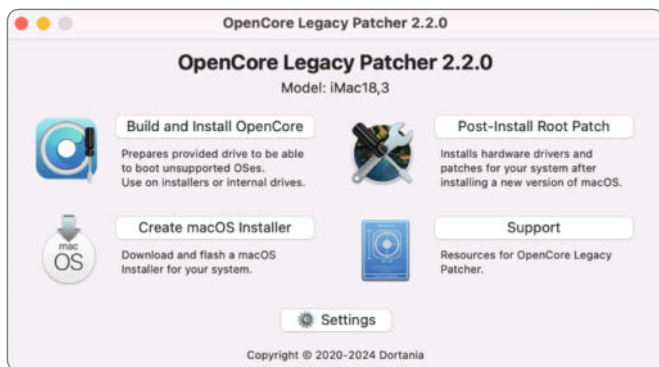 OpenCore Legacy Patcher 2.2.0
OpenCore Legacy Patcher 2.2.0
Model: iMac18,3
Build and Install OpenCore
Prepares provided drive to be able
to boot unsupported OSes.
Use on installers or internal drives.
Post-Install Root Patch
Installs hardware drivers and
patches for your system after
installing a new version of macOS.
mac
OS
Create macOS Installer
Download and flash a macOS
Installer for your system.
Support
Resources for OpenCore Legacy
Patcher.
Settings
Copyright © 2020-2024 Dortania